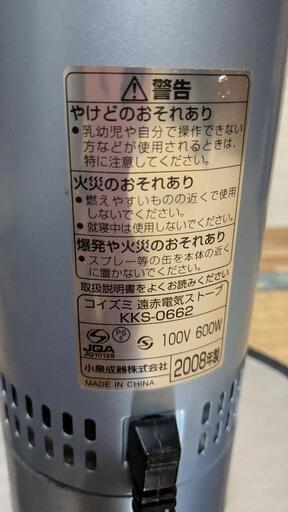 ⚠警告
やけどのおそれあり
●乳幼児や自分で操作できない
方などが使用されるときは、
特に注意してください。
火災のおそれあり
●燃えやすいものの近くで使用
しないでください。
●就寝中は使用しないでください。
爆発や火災のおそれあり
●スプレー等の缶を本体の近く
に置かないでください。
取扱説明書をよくお読みください
コイズミ 遠赤電気ストーブ
KKS-0662
JQA
JQ10129
PS
E
S
100V 600W
小泉成器株式会社
2008年製
MADE IN CHINA